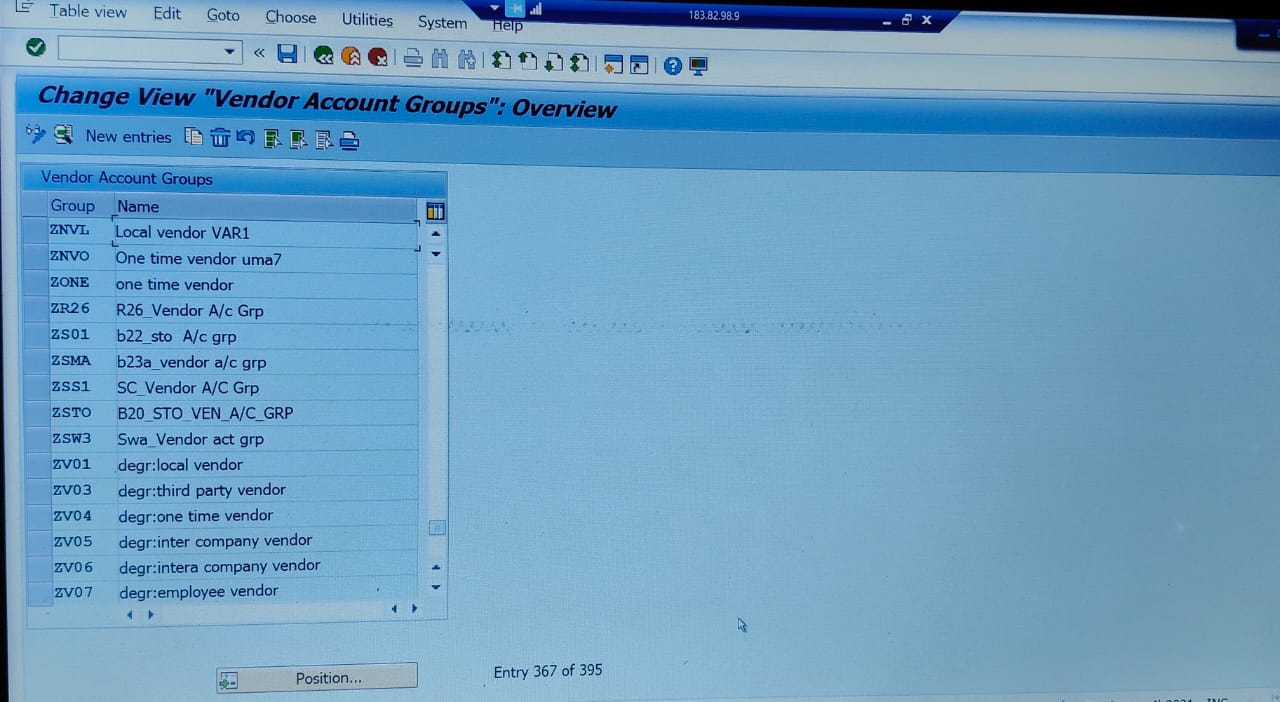 Table view Edit Goto Choose Utilities System Help
183.82.98.9
Change View "Vendor Account Groups": Overview
New entries
Vendor Account Groups
Group Name
ZNVL Local vendor VAR1
ZNVO One time vendor uma7
ZONE one time vendor
ZR26 R26_Vendor A/c Grp
ZS01 b22_sto A/c grp
ZSMA b23a_vendor a/c grp
ZSS1 SC_Vendor A/C Grp
ZSTO B20_STO_VEN_A/C_GRP
ZSW3 Swa_Vendor act grp
ZV01 degr:local vendor
ZV03 degr:third party vendor
ZV04 degr:one time vendor
ZV05 degr:inter company vendor
ZV06 degr:intera company vendor
ZV07 degr:employee vendor
Position... Entry 367 of 395